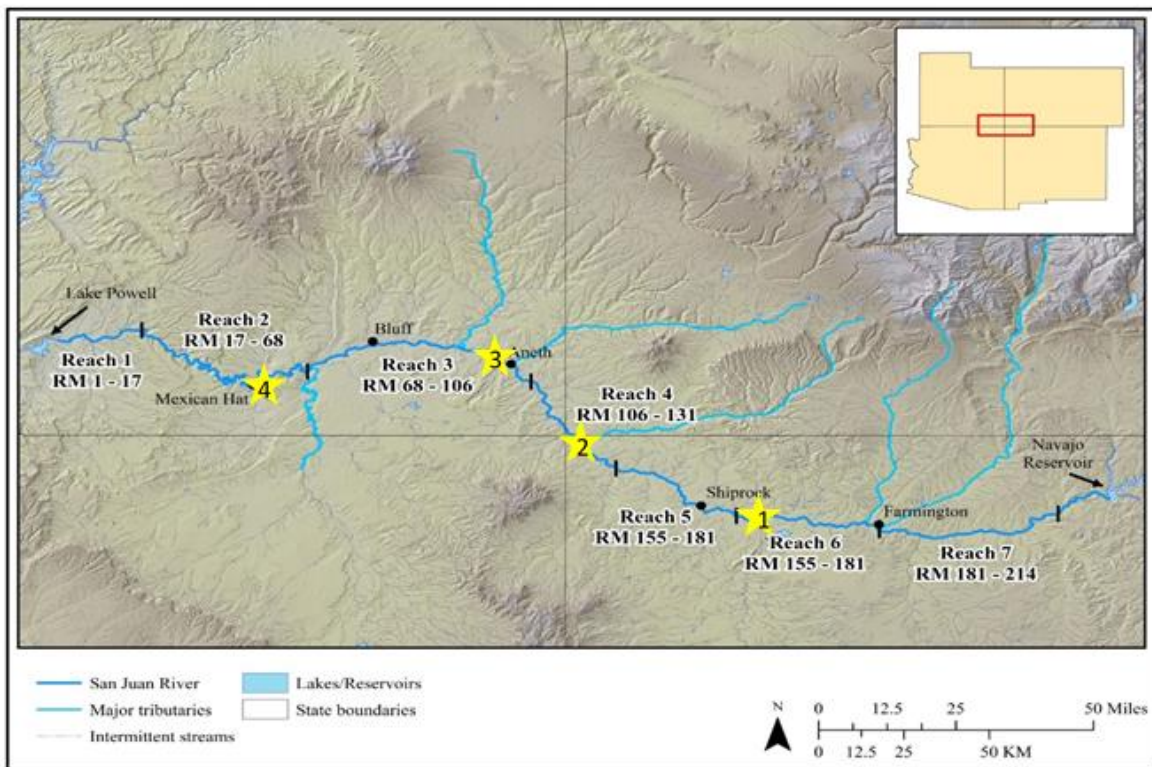 Lake Powell
Reach 1
RM 1 - 17
Reach 2
RM 17 - 68
Mexican Hat
4
Bluff
Reach 3
RM 68 - 106
3
Aneth
Reach 4
RM 106 - 131
2
Shiprock
Reach 5
RM 155 - 181
1
Reach 6
RM 155 - 181
Farmington
Reach 7
RM 181 - 214
Navajo
Reservoir
San Juan River
Major tributaries
Intermittent streams
Lakes/Reservoirs
State boundaries
N
0 12.5 25 50 Miles
0 12.5 25 50 KM